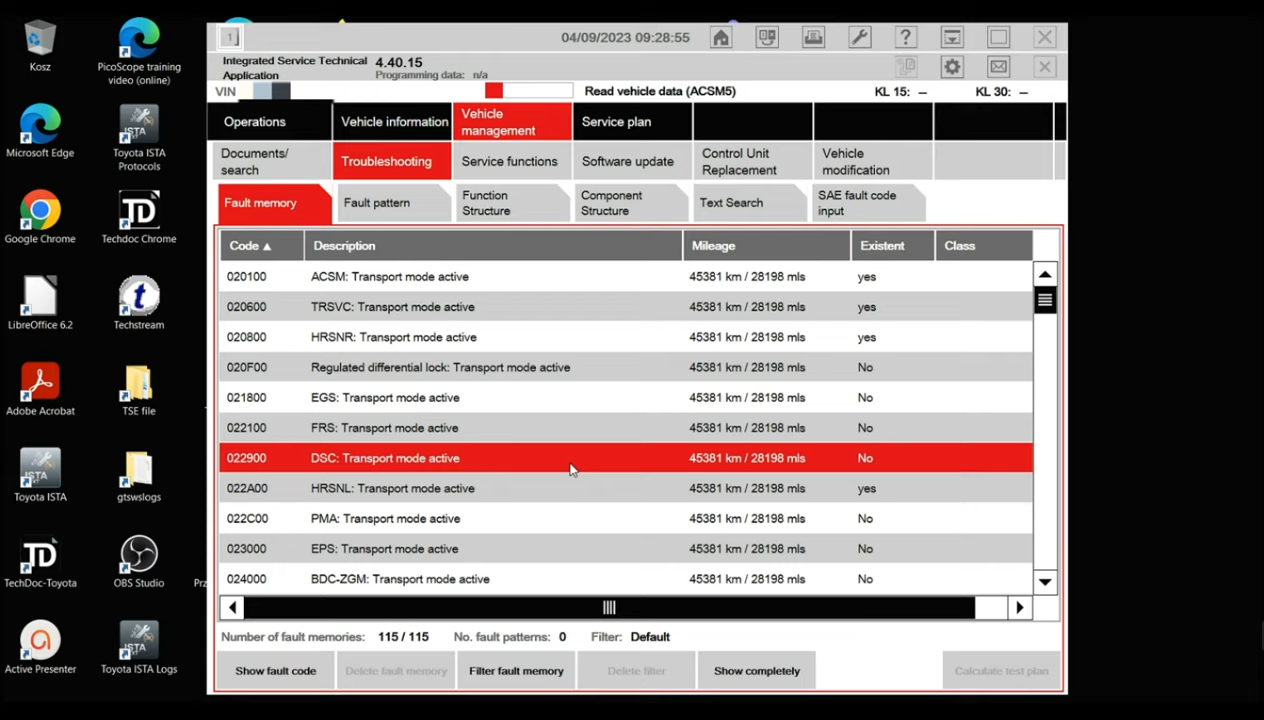 Kosz
PicoScope training
video (online)
Microsoft Edge
Toyota ISTA
Protocols
Google Chrome
Techdoc Chrome
LibreOffice 6.2
Techstream
Adobe Acrobat
TSE file
Toyota ISTA
gtswslogs
TechDoc-Toyota
OBS Studio
Prz
Active Presenter
Toyota ISTA Logs
ISTA
TD
t
ISTA
TD
ISTA
1
04/09/2023 09:28:55
?
Integrated Service Technical
Application
4.40.15
Programming data: n/a
VIN
Read vehicle data (ACSM5)
KL 15: –
KL 30: –
Operations
Vehicle information
Vehicle
management
Service plan
Documents/
search
Troubleshooting
Service functions
Software update
Control Unit
Replacement
Vehicle
modification
Fault memory
Fault pattern
Function
Structure
Component
Structure
Text Search
SAE fault code
input
Code ▲ Description Mileage Existent Class
020100 ACSM: Transport mode active 45381 km / 28198 mls yes
020600 TRSVC: Transport mode active 45381 km / 28198 mls yes
020800 HRSNR: Transport mode active 45381 km / 28198 mls yes
020F00 Regulated differential lock: Transport mode active 45381 km / 28198 mls No
021800 EGS: Transport mode active 45381 km / 28198 mls No
022100 FRS: Transport mode active 45381 km / 28198 mls No
022900 DSC: Transport mode active 45381 km / 28198 mls No
022A00 HRSNL: Transport mode active 45381 km / 28198 mls yes
022C00 PMA: Transport mode active 45381 km / 28198 mls No
023000 EPS: Transport mode active 45381 km / 28198 mls No
024000 BDC-ZGM: Transport mode active 45381 km / 28198 mls No
Number of fault memories: 115 / 115 No. fault patterns: 0 Filter: Default
Show fault code
Delete fault memory
Filter fault memory
Delete filter
Show completely
Calculate test plan